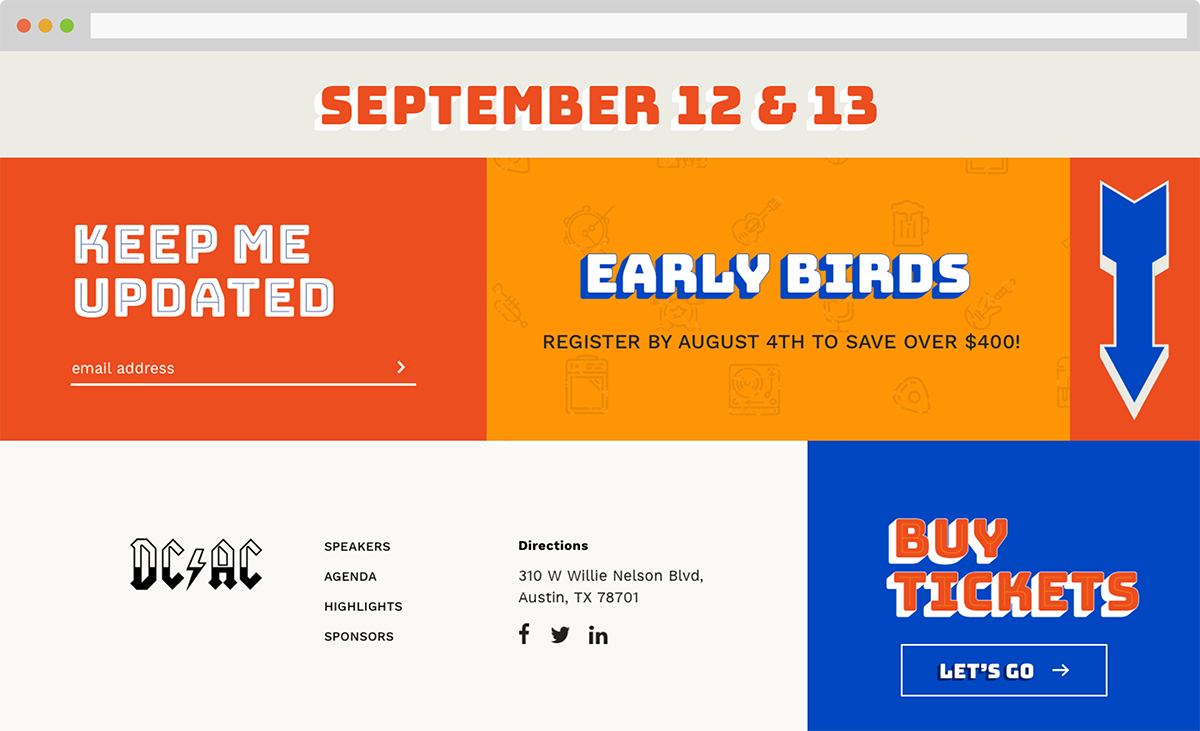 SEPTEMBER 12 & 13
KEEP ME
UPDATED
email address
EARLY BIRDS
REGISTER BY AUGUST 4TH TO SAVE OVER $400!
DC⚡AC
SPEAKERS
AGENDA
HIGHLIGHTS
SPONSORS
Directions
310 W Willie Nelson Blvd,
Austin, TX 78701
BUY
TICKETS
LET'S GO →